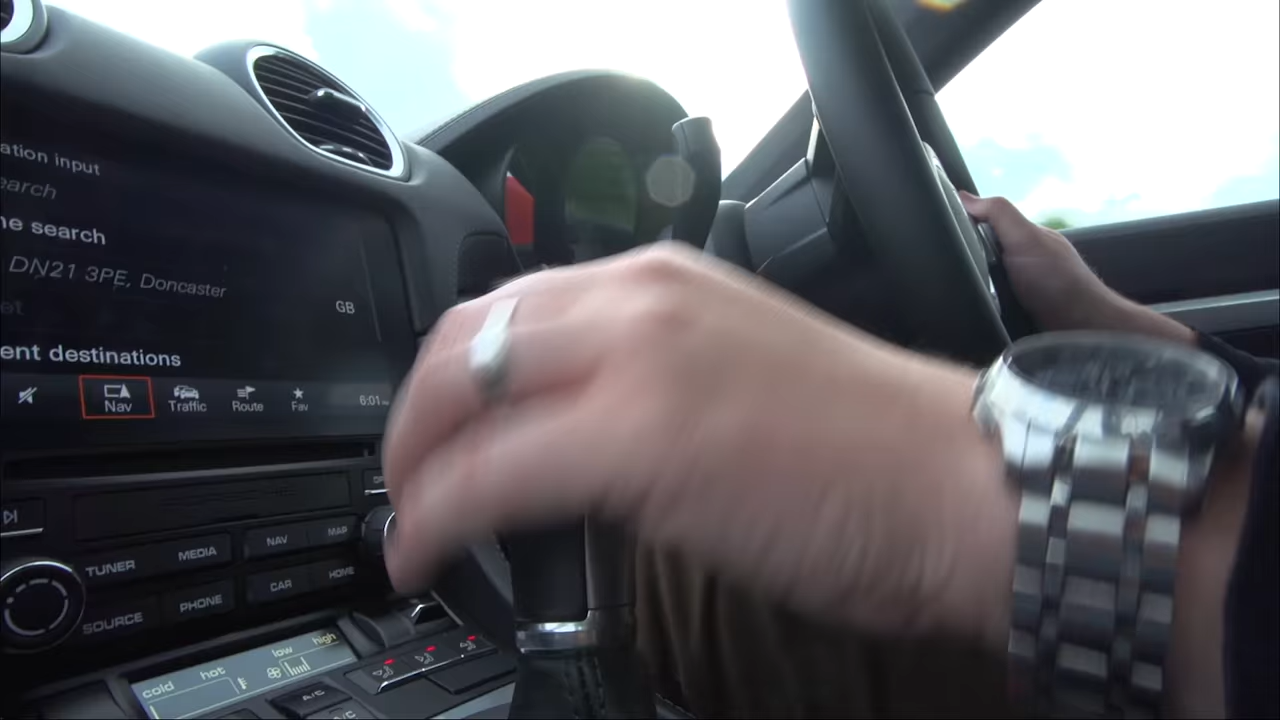 ation input
earch
ne search
DN21 3PE, Doncaster
GB
ent destinations
Nav
Traffic
Route
Fav
6:01
TUNER
MEDIA
NAV
MAP
SOURCE
PHONE
CAR
HOME
cold
hot
low
high
A/C